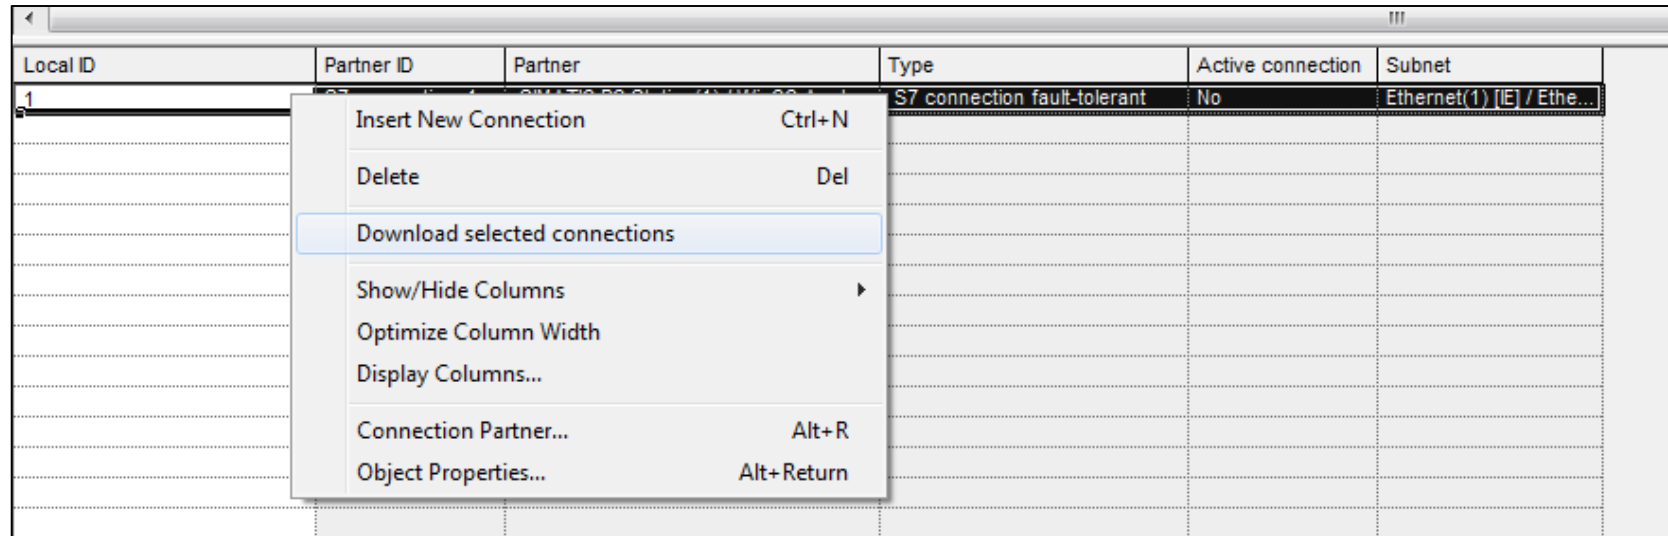 Local ID Partner ID Partner Type Active connection Subnet
1 S7 connection fault-tolerant No Ethernet(1) [IE] / Ethe...
Insert New Connection Ctrl+N
Delete Del
Download selected connections
Show/Hide Columns
Optimize Column Width
Display Columns...
Connection Partner... Alt+R
Object Properties... Alt+Return